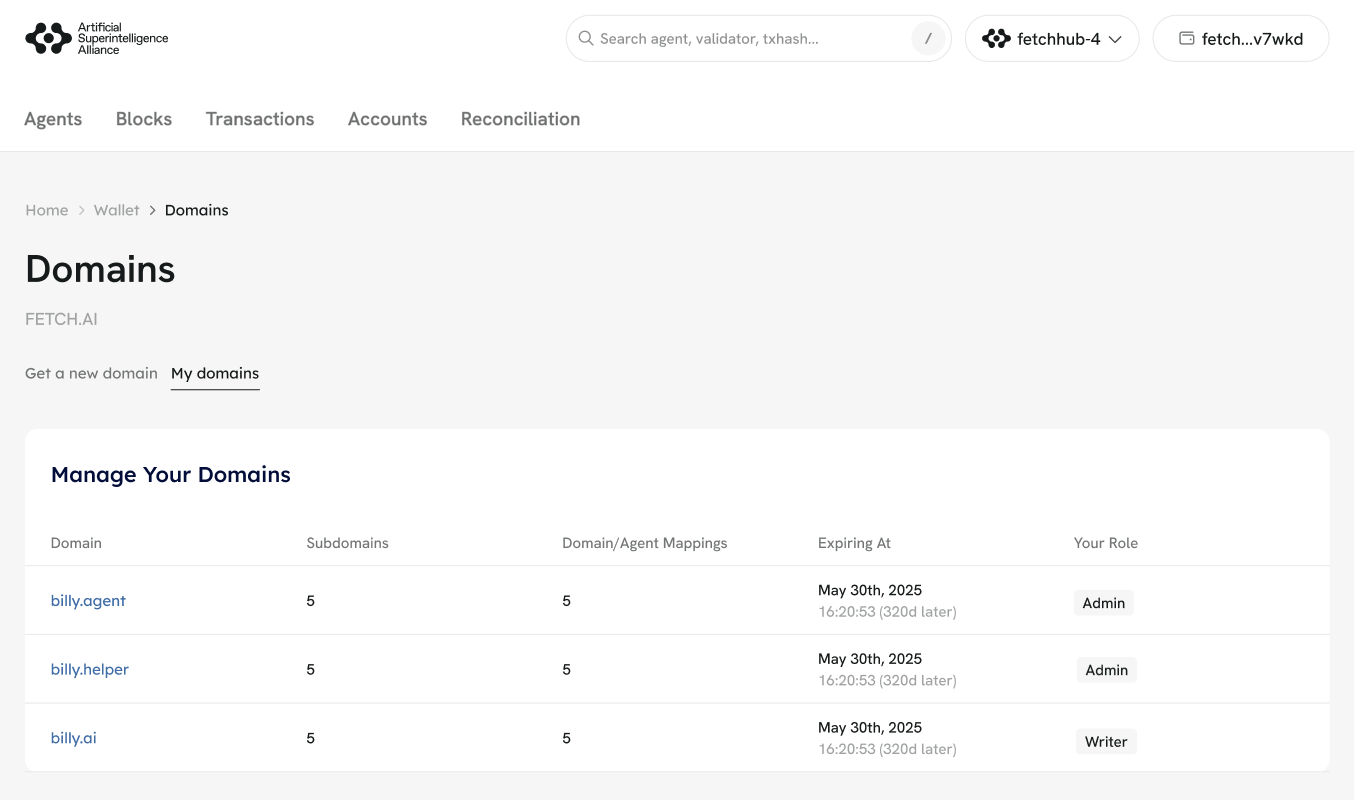 Artificial
Superintelligence
Alliance
Search agent, validator, txhash...
/
fetchhub-4
fetch...v7wkd
Agents Blocks Transactions Accounts Reconciliation
Home > Wallet > Domains
Domains
FETCH.AI
Get a new domain My domains
Manage Your Domains
Domain Subdomains Domain/Agent Mappings Expiring At Your Role
billy.agent 5 5 May 30th, 2025 Admin
16:20:53 (320d later)
billy.helper 5 5 May 30th, 2025 Admin
16:20:53 (320d later)
billy.ai 5 5 May 30th, 2025 Writer
16:20:53 (320d later)